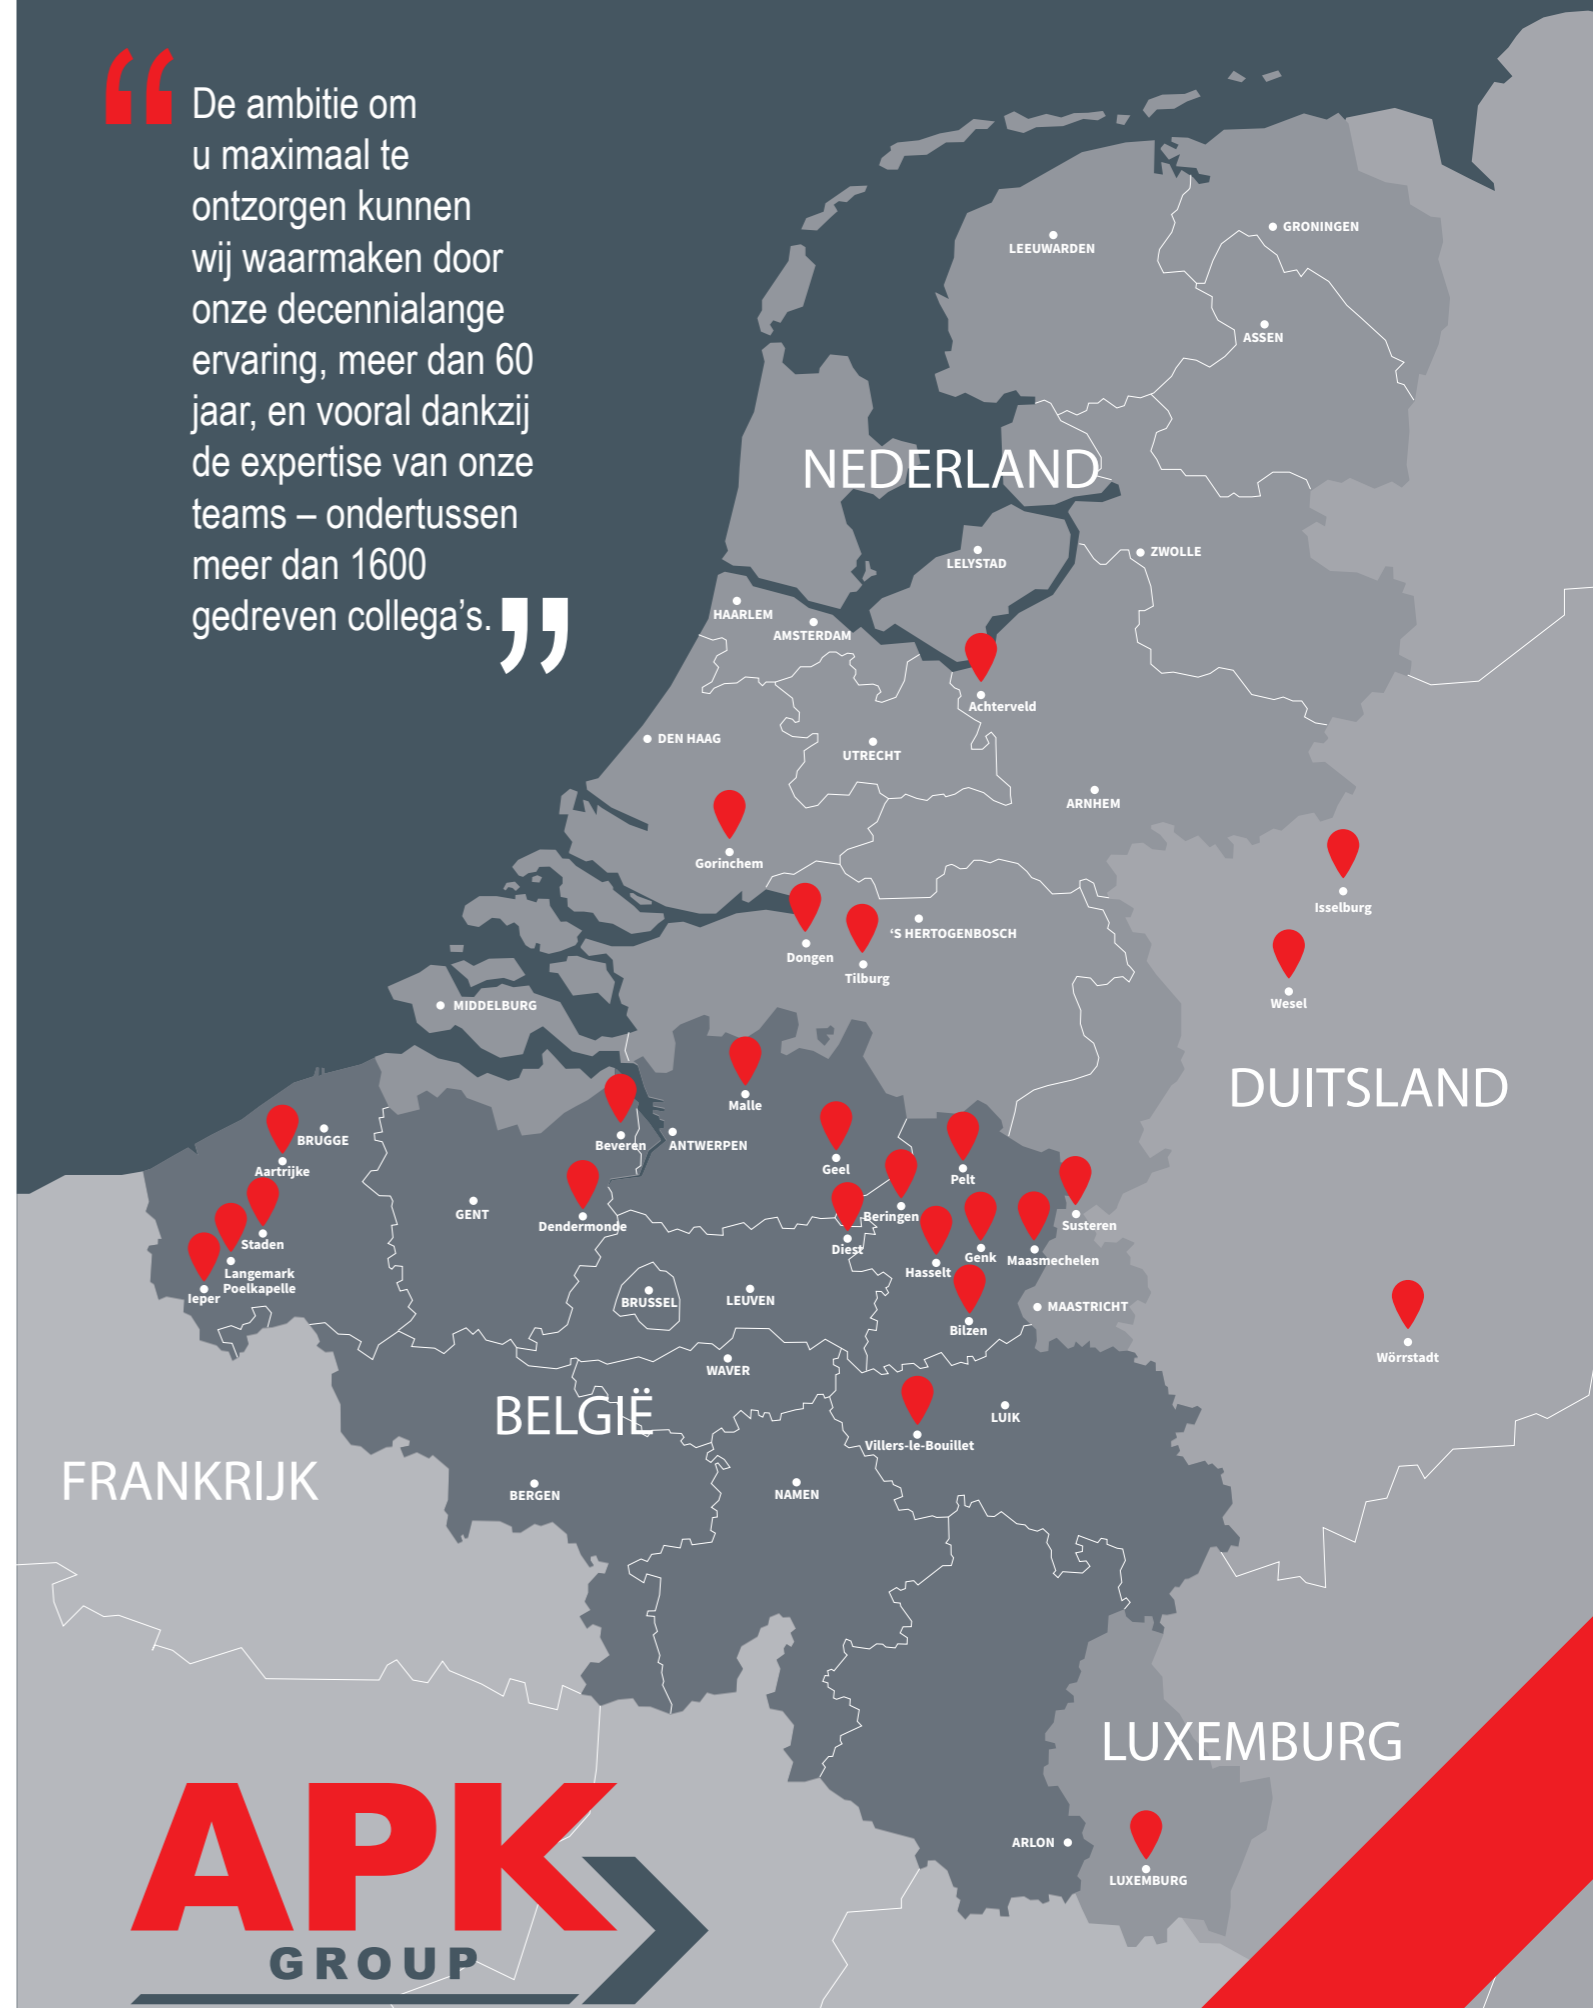 “ De ambitie om
u maximaal te
ontzorgen kunnen
wij waarmaken door
onze decennialange
ervaring, meer dan 60
jaar, en vooral dankzij
de expertise van onze
teams – ondertussen
meer dan 1600
gedreven collega’s. ”
LEEUWARDEN
GRONINGEN
ASSEN
NEDERLAND
ZWOLLE
LELYSTAD
HAARLEM
AMSTERDAM
Achterveld
DEN HAAG
UTRECHT
ARNHEM
Gorinchem
Isselburg
‘S HERTOGENBOSCH
Dongen
Tilburg
Wesel
MIDDELBURG
DUITSLAND
Malle
BRUGGE
Beveren
ANTWERPEN
Aartrijke
Geel
Pelt
GENT
Dendermonde
Beringen
Susteren
Staden
Diest
Genk
Maasmechelen
Langemark
Poelkapelle
Hasselt
Ieper
BRUSSEL
LEUVEN
MAASTRICHT
Bilzen
Wörrstadt
WAVER
BELGIË
LUIK
Villers-le-Bouillet
FRANKRIJK
BERGEN
NAMEN
LUXEMBURG
ARLON
LUXEMBURG
APK
GROUP